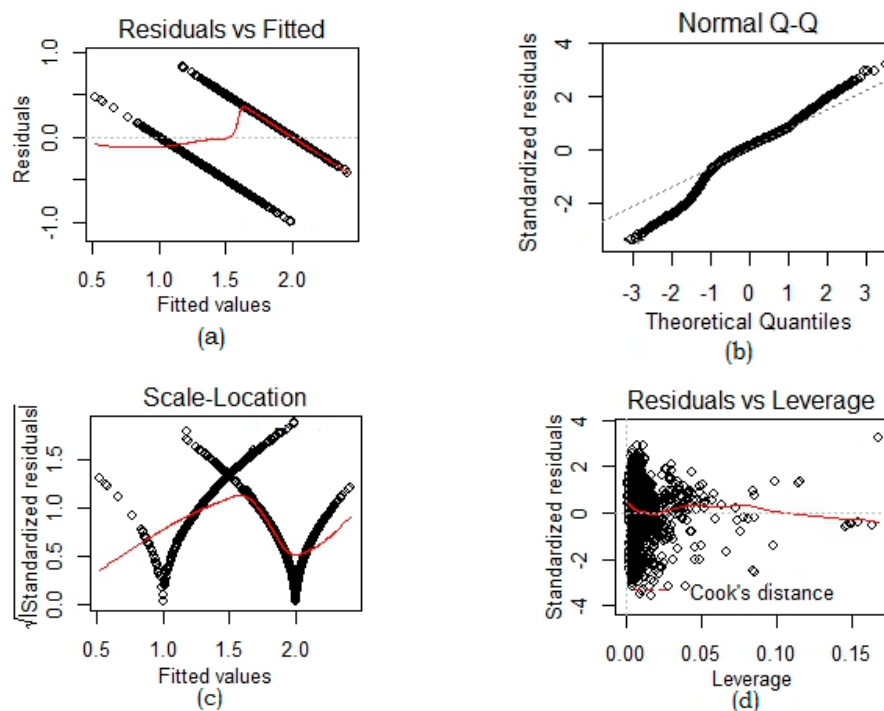 Residuals vs Fitted
Residuals
1.0
0.0
-1.0
0.5 1.0 1.5 2.0
Fitted values
(a)
Normal Q-Q
Standardized residuals
4
2
0
-2
-3 -2 -1 0 1 2 3
Theoretical Quantiles
(b)
Scale-Location
√|Standardized residuals|
1.5
1.0
0.5
0.0
0.5 1.0 1.5 2.0
Fitted values
(c)
Residuals vs Leverage
Standardized residuals
4
2
0
-2
-4
Cook's distance
0.00 0.05 0.10 0.15
Leverage
(d)